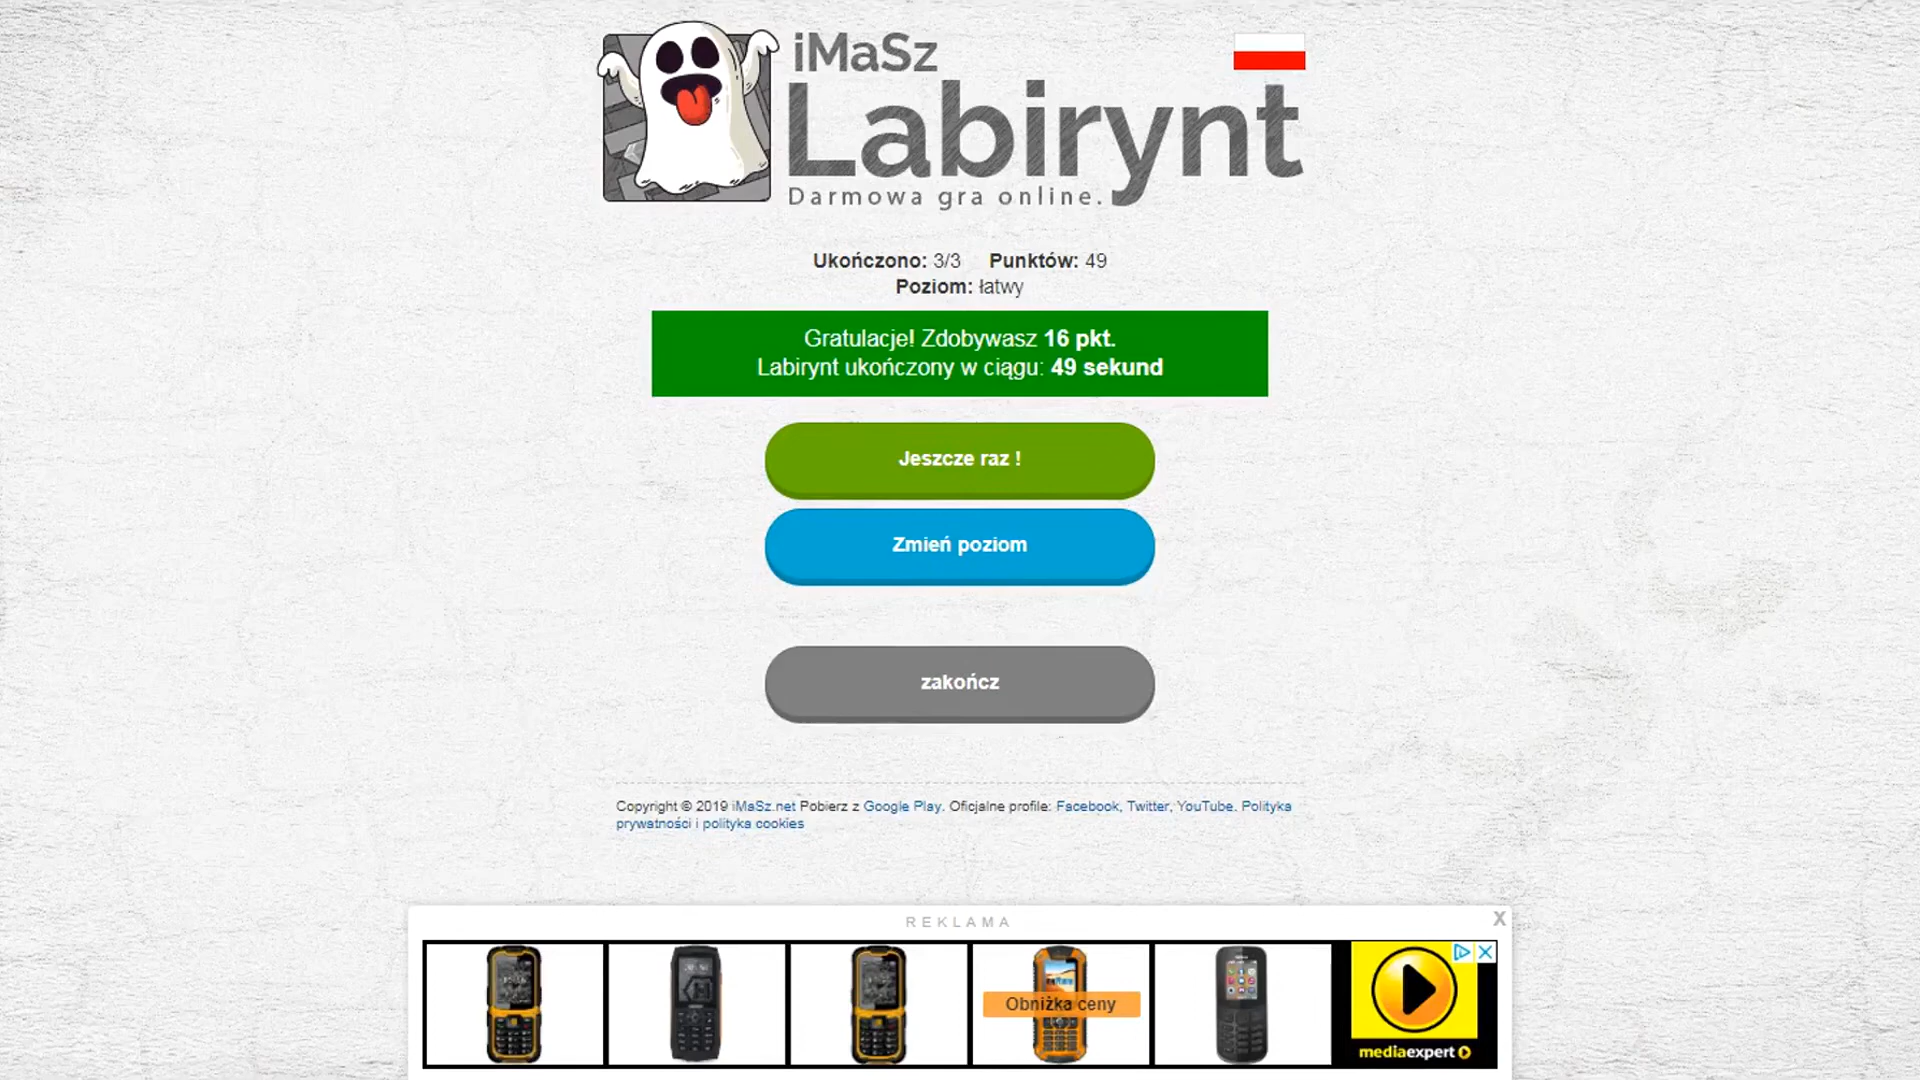 iMaSz
Labirynt
Darmowa gra online.
Ukończono: 3/3 Punktów: 49
Poziom: łatwy
Gratulacje! Zdobywasz 16 pkt.
Labirynt ukończony w ciągu: 49 sekund
Jeszcze raz !
Zmień poziom
zakończ
Copyright © 2019 iMaSz.net Pobierz z Google Play. Oficjalne profile: Facebook, Twitter, YouTube. Polityka
prywatności i polityka cookies
REKLAMA
X
Obniżka ceny
mediaexpert